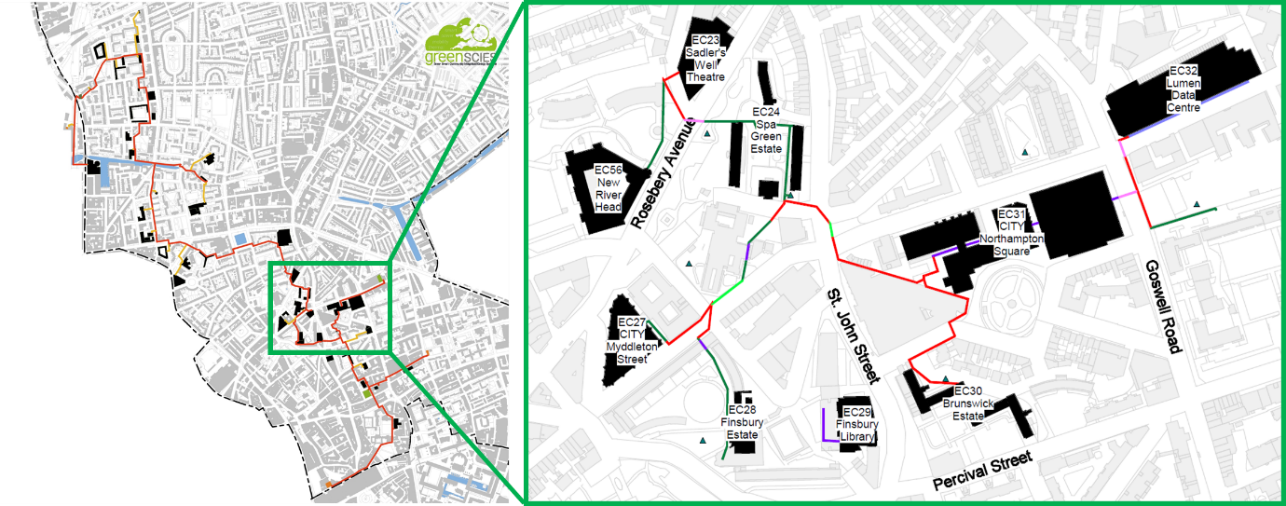 greenSCIES
EC23
Sadler's
Well
Theatre
EC32
Lumen
Data
Centre
EC24
Spa
Green
Estate
EC56
New
River
Head
Rosebery Avenue
EC31
CITY
Northampton
Square
Goswell Road
St. John Street
EC27
CITY
Myddleton
Street
EC28
Finsbury
Estate
EC29
Finsbury
Library
EC30
Brunswick
Estate
Percival Street